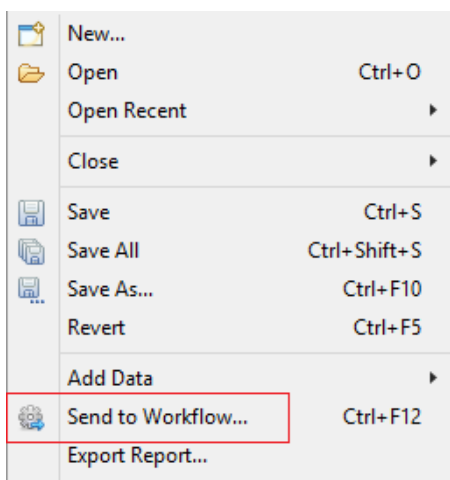 New...
Open Ctrl+O
Open Recent
Close
Save Ctrl+S
Save All Ctrl+Shift+S
Save As... Ctrl+F10
Revert Ctrl+F5
Add Data
Send to Workflow... Ctrl+F12
Export Report...